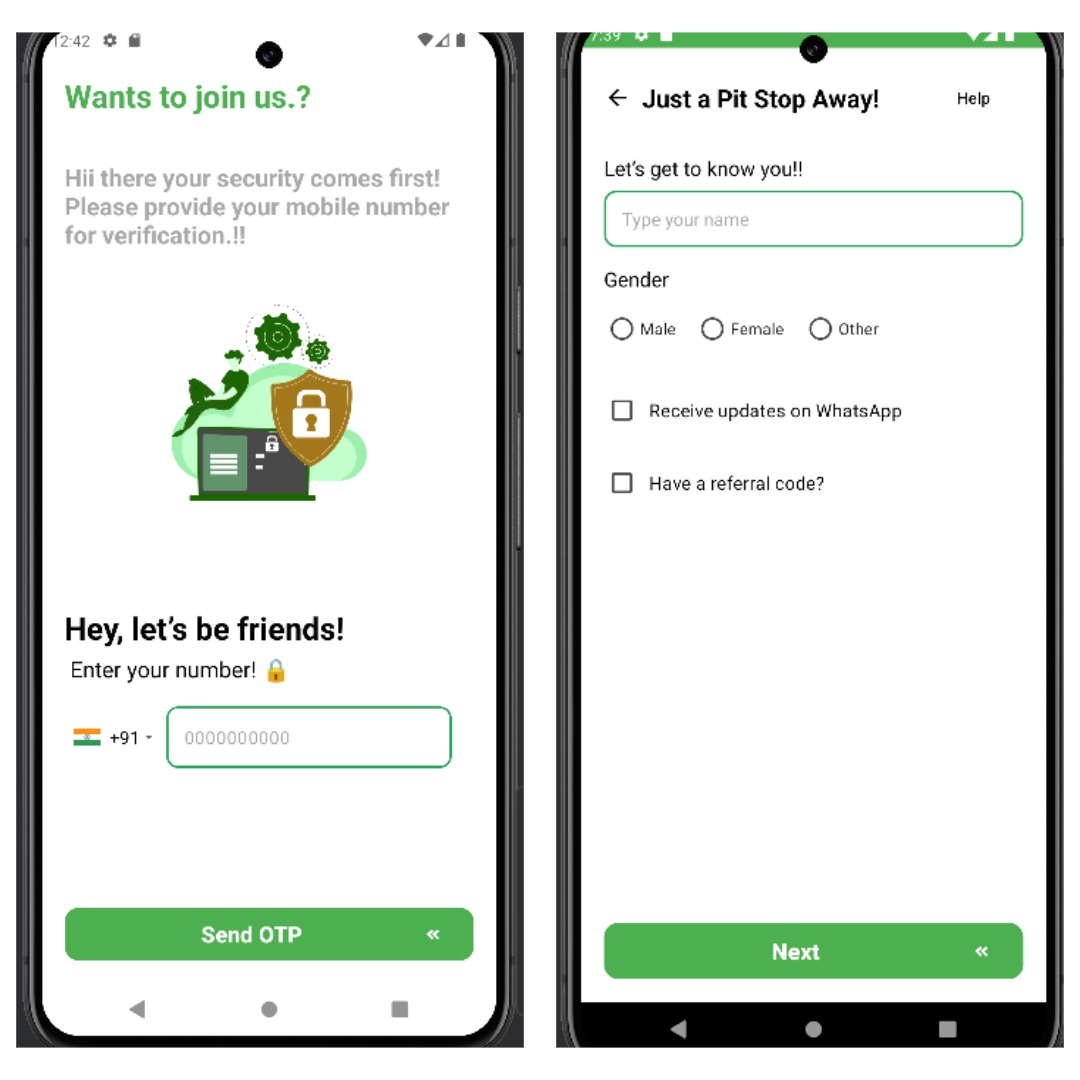 12:42
Wants to join us.?
Hii there your security comes first!
Please provide your mobile number
for verification.!!
Hey, let's be friends!
Enter your number! 🔒
+91
0000000000
Send OTP «
7:39
← Just a Pit Stop Away! Help
Let's get to know you!!
Type your name
Gender
Male Female Other
Receive updates on WhatsApp
Have a referral code?
Next «